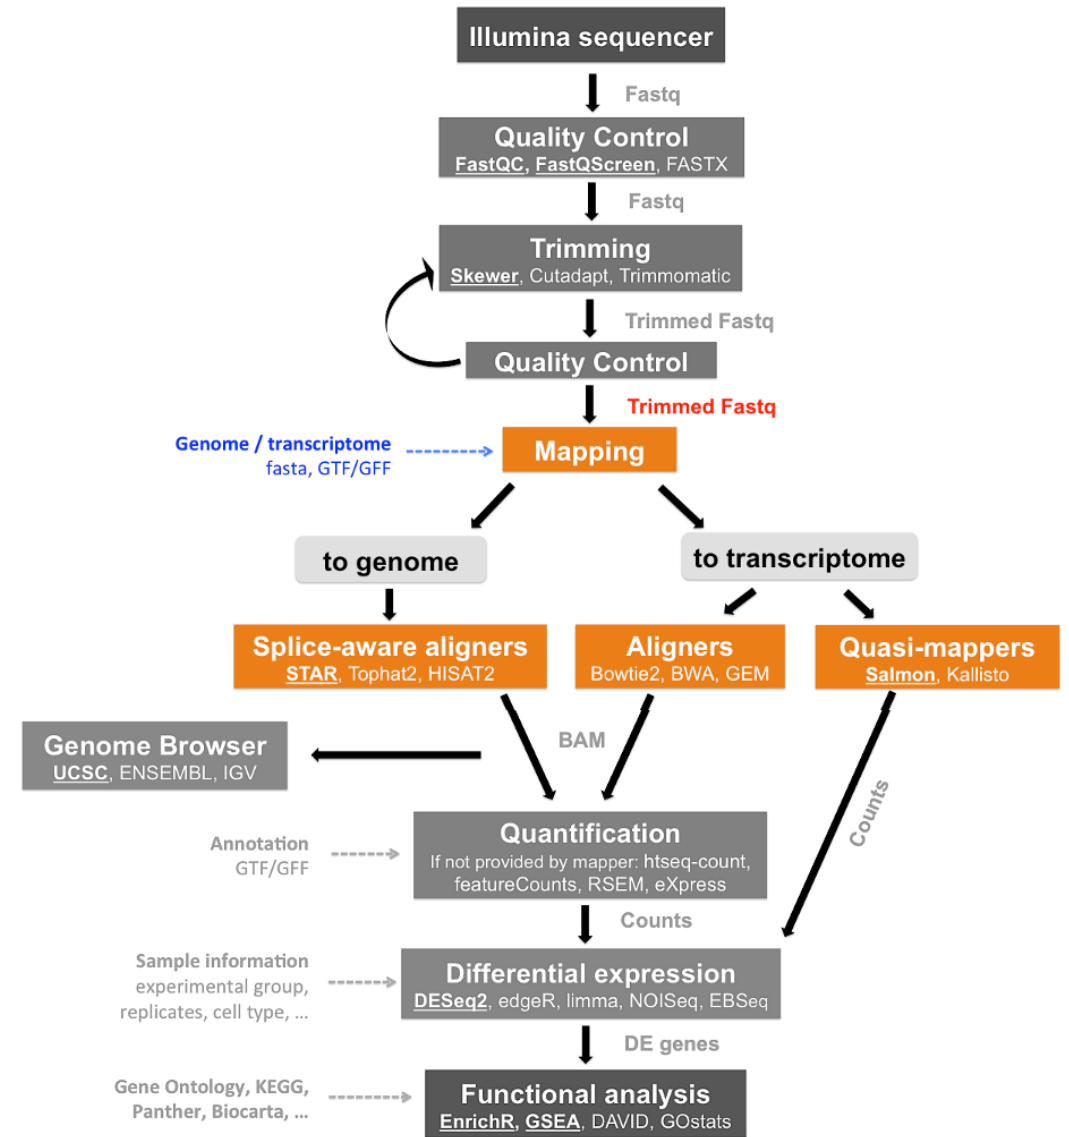 Illumina sequencer
Fastq
Quality Control
FastQC, FastQScreen, FASTX
Fastq
Trimming
Skewer, Cutadapt, Trimmomatic
Trimmed Fastq
Quality Control
Trimmed Fastq
Genome / transcriptome
fasta, GTF/GFF
Mapping
to genome
to transcriptome
Splice-aware aligners
STAR, Tophat2, HISAT2
Aligners
Bowtie2, BWA, GEM
Quasi-mappers
Salmon, Kallisto
BAM
Genome Browser
UCSC, ENSEMBL, IGV
Counts
Annotation
GTF/GFF
Quantification
If not provided by mapper: htseq-count,
featureCounts, RSEM, eXpress
Counts
Sample information
experimental group,
replicates, cell type, ...
Differential expression
DESeq2, edgeR, limma, NOISeq, EBSeq
DE genes
Gene Ontology, KEGG,
Panther, Biocarta, ...
Functional analysis
EnrichR, GSEA, DAVID, GOstats